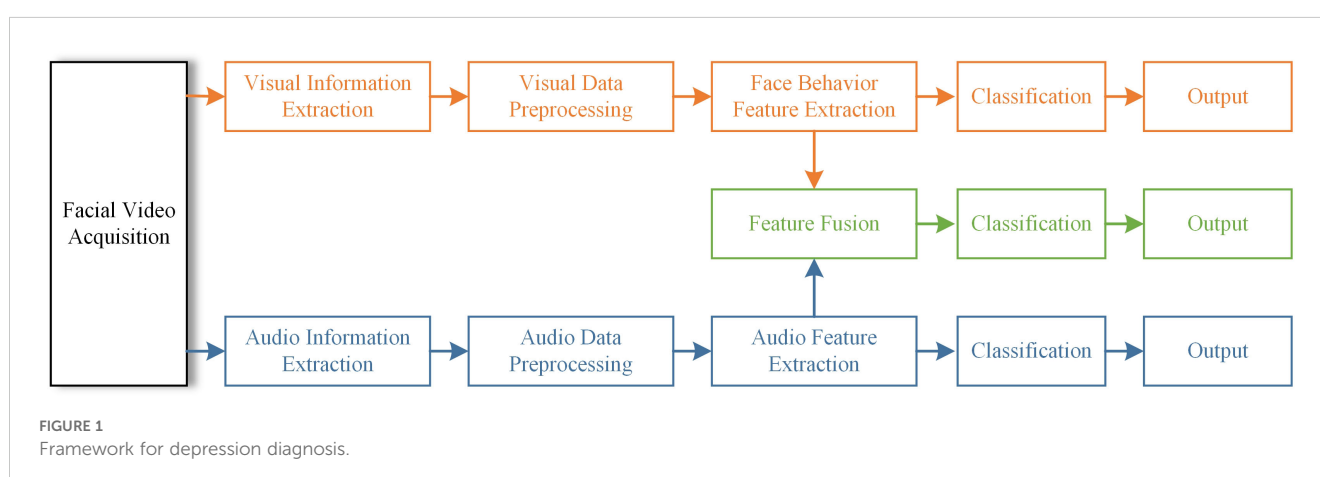 Facial Video
Acquisition
Visual Information
Extraction
Visual Data
Preprocessing
Face Behavior
Feature Extraction
Classification
Output
Feature Fusion
Classification
Output
Audio Information
Extraction
Audio Data
Preprocessing
Audio Feature
Extraction
Classification
Output
FIGURE 1
Framework for depression diagnosis.